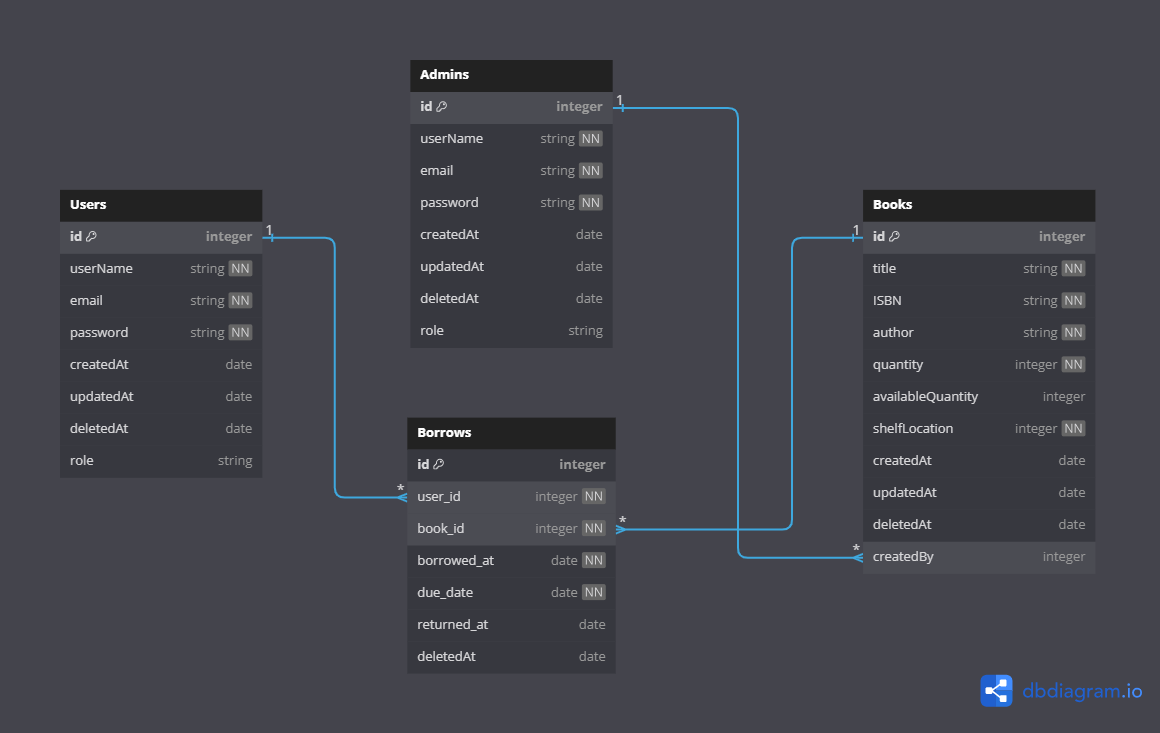 Admins
id integer
userName string NN
email string NN
password string NN
createdAt date
updatedAt date
deletedAt date
role string
1
Users
id integer
userName string NN
email string NN
password string NN
createdAt date
updatedAt date
deletedAt date
role string
1
Books
id integer
title string NN
ISBN string NN
author string NN
quantity integer NN
availableQuantity integer
shelfLocation integer NN
createdAt date
updatedAt date
deletedAt date
createdBy integer
1
*
Borrows
id integer
user_id integer NN
book_id integer NN
borrowed_at date NN
due_date date NN
returned_at date
deletedAt date
*
*
dbdiagram.io